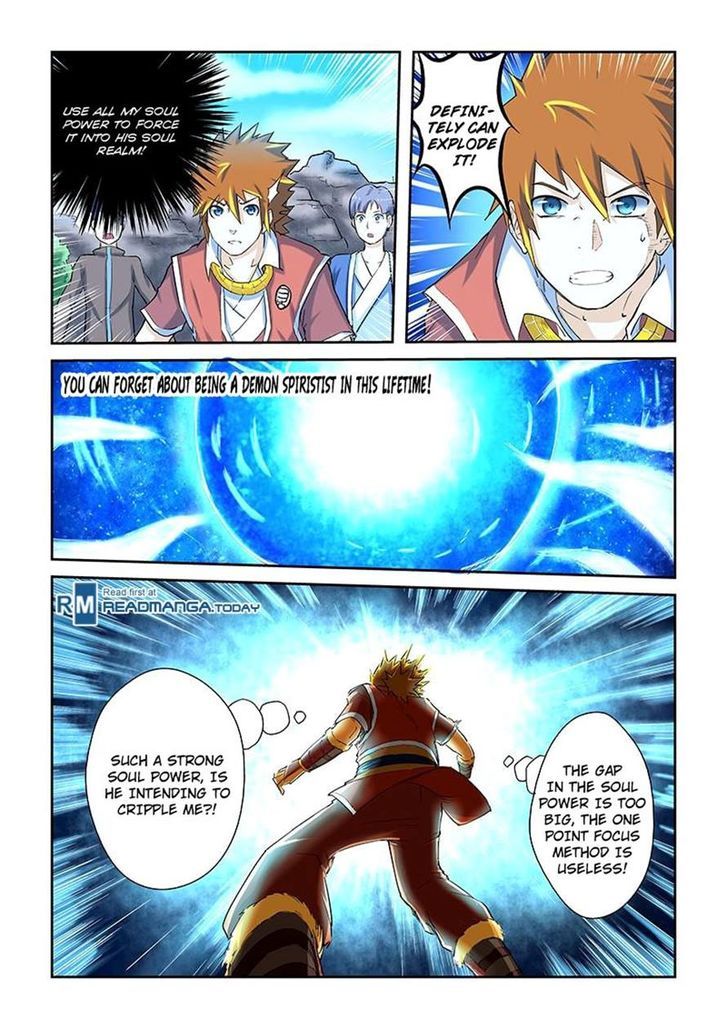 USE ALL MY SOUL
POWER TO FORCE
IT INTO HIS SOUL
REALM!
DEFINI-
TELY CAN
EXPLODE
IT!
YOU CAN FORGET ABOUT BEING A DEMON SPIRISTIST IN THIS LIFETIME!
RM
Read first at
READMANGA.TODAY
SUCH A STRONG
SOUL POWER, IS
HE INTENDING TO
CRIPPLE ME?!
THE GAP
IN THE SOUL
POWER IS TOO
BIG, THE ONE
POINT FOCUS
METHOD IS
USELESS!